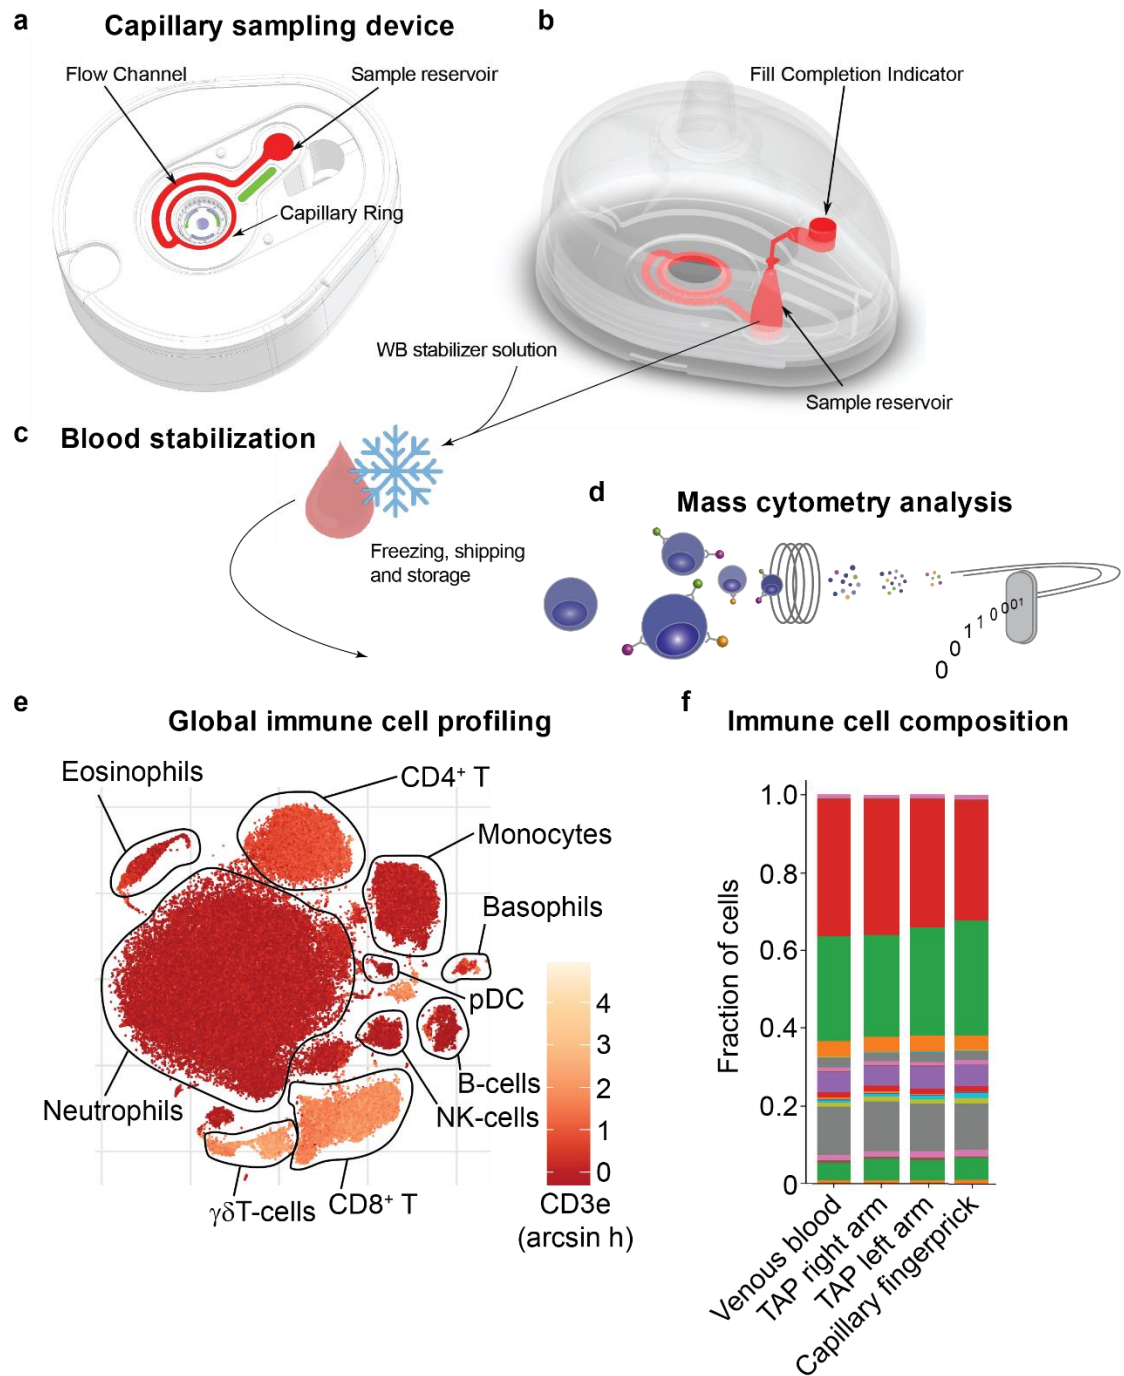 a
Capillary sampling device
b
Flow Channel
Sample reservoir
Fill Completion Indicator
Capillary Ring
WB stabilizer solution
Sample reservoir
c
Blood stabilization
d
Mass cytometry analysis
Freezing, shipping
and storage
0 0 1 1 0 0 0 1
e
Global immune cell profiling
f
Immune cell composition
Eosinophils
CD4⁺ T
Monocytes
Basophils
pDC
B-cells
NK-cells
Neutrophils
γδT-cells
CD8⁺ T
4
3
2
1
0
CD3e
(arcsin h)
Fraction of cells
1.0
0.8
0.6
0.4
0.2
0
Venous blood
TAP right arm
TAP left arm
Capillary fingerprick